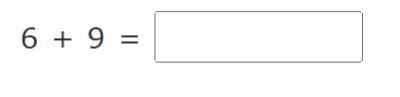 6 + 9 =